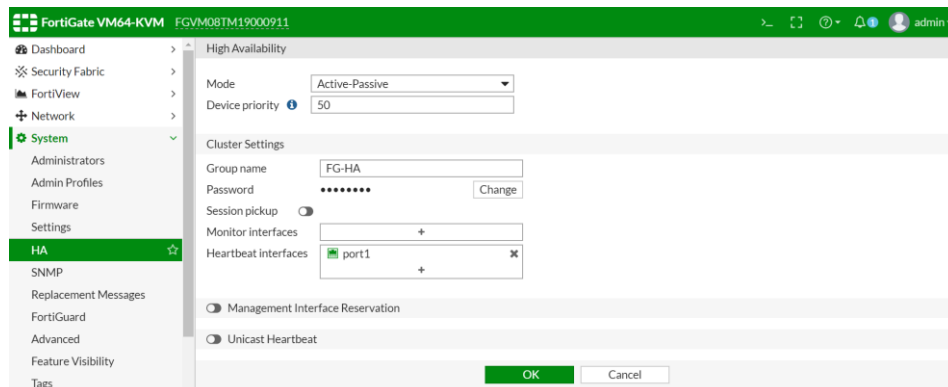 FortiGate VM64-KVM FGVM08TM19000911
>_ ? 1 admin
Dashboard
Security Fabric
FortiView
Network
System
Administrators
Admin Profiles
Firmware
Settings
HA
SNMP
Replacement Messages
FortiGuard
Advanced
Feature Visibility
Tags
High Availability
Mode Active-Passive
Device priority i 50
Cluster Settings
Group name FG-HA
Password •••••••• Change
Session pickup
Monitor interfaces +
Heartbeat interfaces port1 ✖
+
Management Interface Reservation
Unicast Heartbeat
OK Cancel